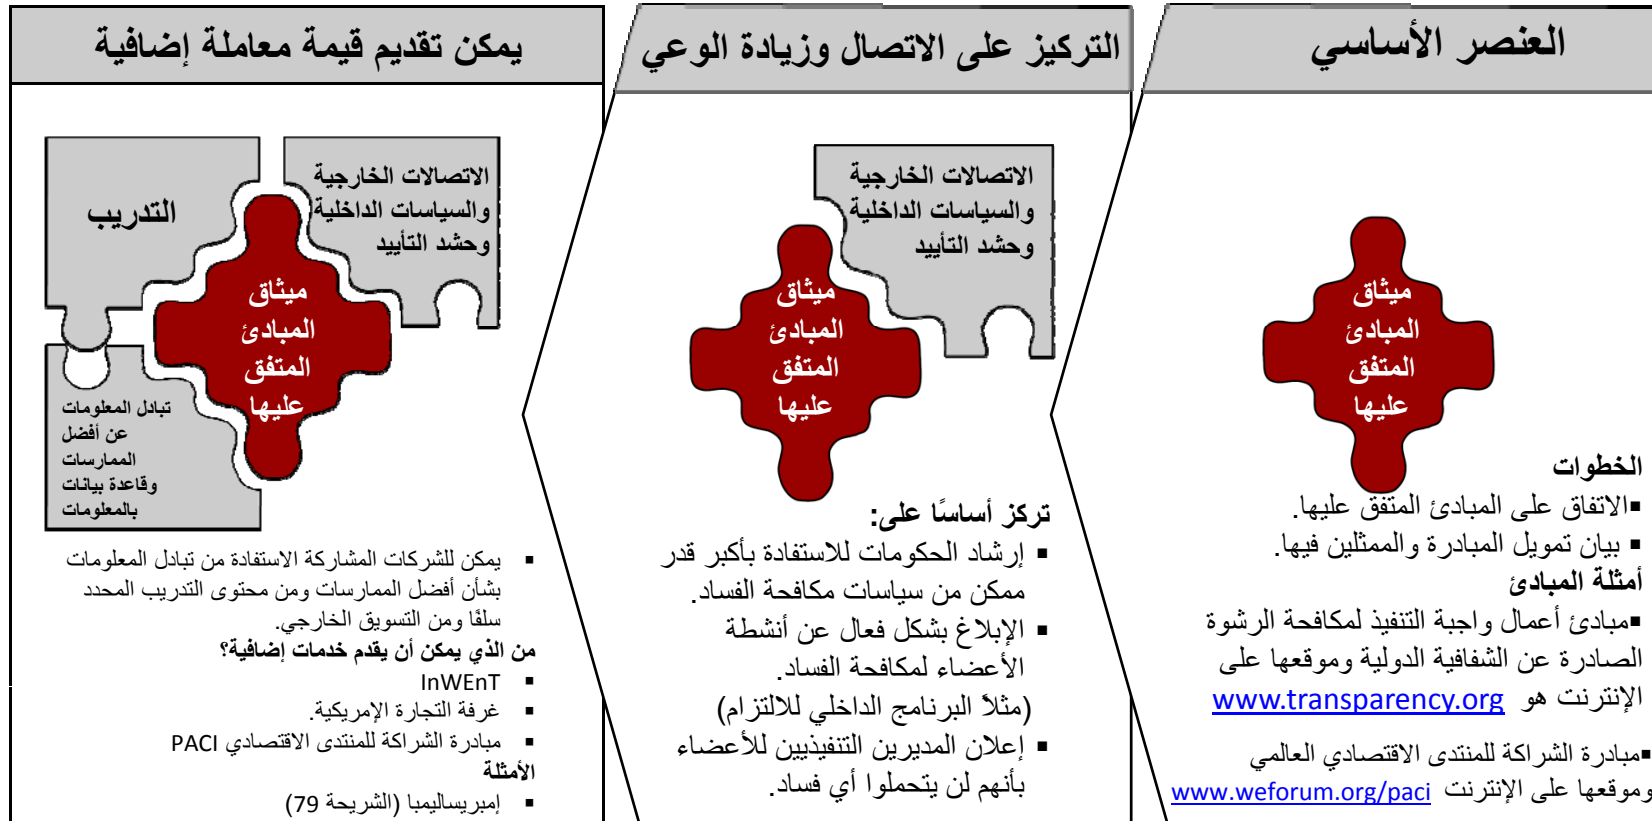 العنصر الأساسي
ميثاق
المبادئ
المتفق
عليها
الخطوات
▪الاتفاق على المبادئ المتفق عليها.
▪ بيان تمويل المبادرة والممثلين فيها.
أمثلة المبادئ
▪مبادئ أعمال واجبة التنفيذ لمكافحة الرشوة
الصادرة عن الشفافية الدولية وموقعها على
الإنترنت هو www.transparency.org
▪مبادرة الشراكة للمنتدى الاقتصادي العالمي
وموقعها على الإنترنت www.weforum.org/paci
التركيز على الاتصال وزيادة الوعي
الاتصالات الخارجية
والسياسات الداخلية
وحشد التأييد
ميثاق
المبادئ
المتفق
عليها
تركز أساسًا على:
▪ إرشاد الحكومات للاستفادة بأكبر قدر
ممكن من سياسات مكافحة الفساد.
▪ الإبلاغ بشكل فعال عن أنشطة
الأعضاء لمكافحة الفساد.
(مثلاً البرنامج الداخلي للالتزام)
▪ إعلان المديرين التنفيذيين للأعضاء
بأنهم لن يتحملوا أي فساد.
يمكن تقديم قيمة معاملة إضافية
الاتصالات الخارجية
والسياسات الداخلية
وحشد التأييد
التدريب
ميثاق
المبادئ
المتفق
عليها
تبادل المعلومات
عن أفضل
الممارسات
وقاعدة بيانات
بالمعلومات
▪ يمكن للشركات المشاركة الاستفادة من تبادل المعلومات
بشأن أفضل الممارسات ومن محتوى التدريب المحدد
سلفًا ومن التسويق الخارجي.
من الذي يمكن أن يقدم خدمات إضافية؟
▪ InWEnT
▪ غرفة التجارة الإمريكية.
▪ مبادرة الشراكة للمنتدى الاقتصادي PACI
الأمثلة
▪ إمبريساليمبا (الشريحة 79)